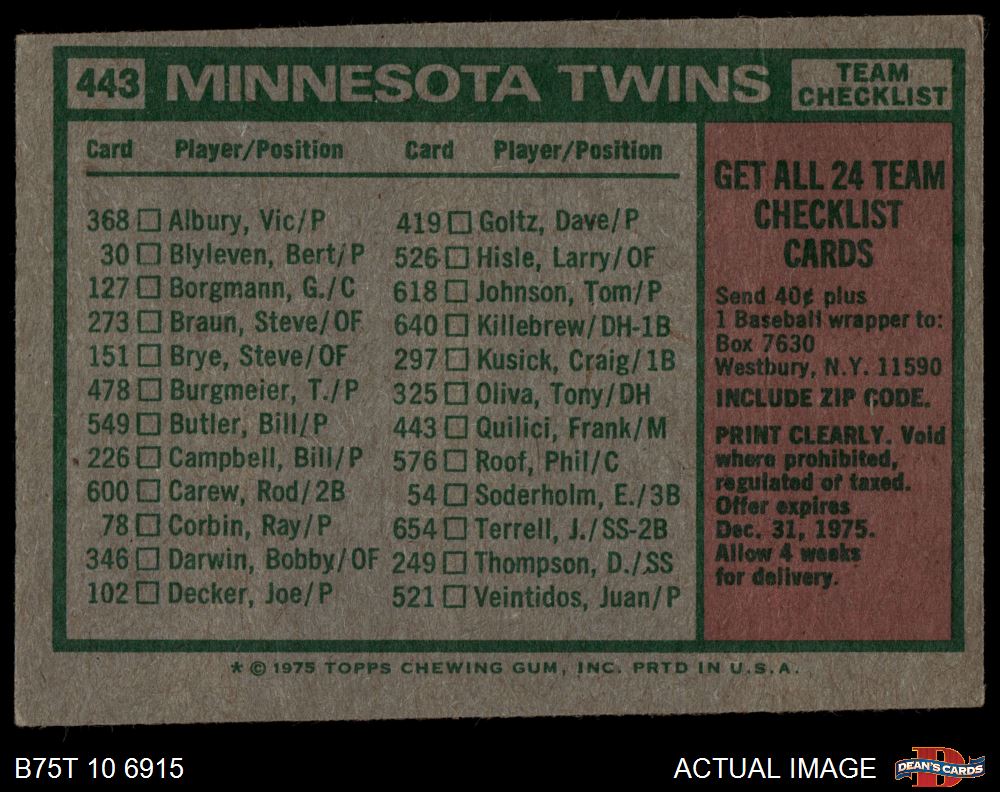 443 MINNESOTA TWINS TEAM CHECKLIST
Card Player/Position Card Player/Position
368 Albury, Vic/P
30 Blyleven, Bert/P
127 Borgmann, G./C
273 Braun, Steve/OF
151 Brye, Steve/OF
478 Burgmeier, T./P
549 Butler, Bill/P
226 Campbell, Bill/P
600 Carew, Rod/2B
78 Corbin, Ray/P
346 Darwin, Bobby/OF
102 Decker, Joe/P
419 Goltz, Dave/P
526 Hisle, Larry/OF
618 Johnson, Tom/P
640 Killebrew/DH-1B
297 Kusick, Craig/1B
325 Oliva, Tony/DH
443 Quilici, Frank/M
576 Roof, Phil/C
54 Soderholm, E./3B
654 Terrell, J./SS-2B
249 Thompson, D./SS
521 Veintidos, Juan/P
GET ALL 24 TEAM
CHECKLIST
CARDS
Send 40¢ plus
1 Baseball wrapper to:
Box 7630
Westbury, N.Y. 11590
INCLUDE ZIP CODE.
PRINT CLEARLY. Void
where prohibited,
regulated or taxed.
Offer expires
Dec. 31, 1975.
Allow 4 weeks
for delivery.
* © 1975 TOPPS CHEWING GUM, INC. PRTD IN U.S.A.
B75T 10 6915
ACTUAL IMAGE
D
DEAN'S CARDS